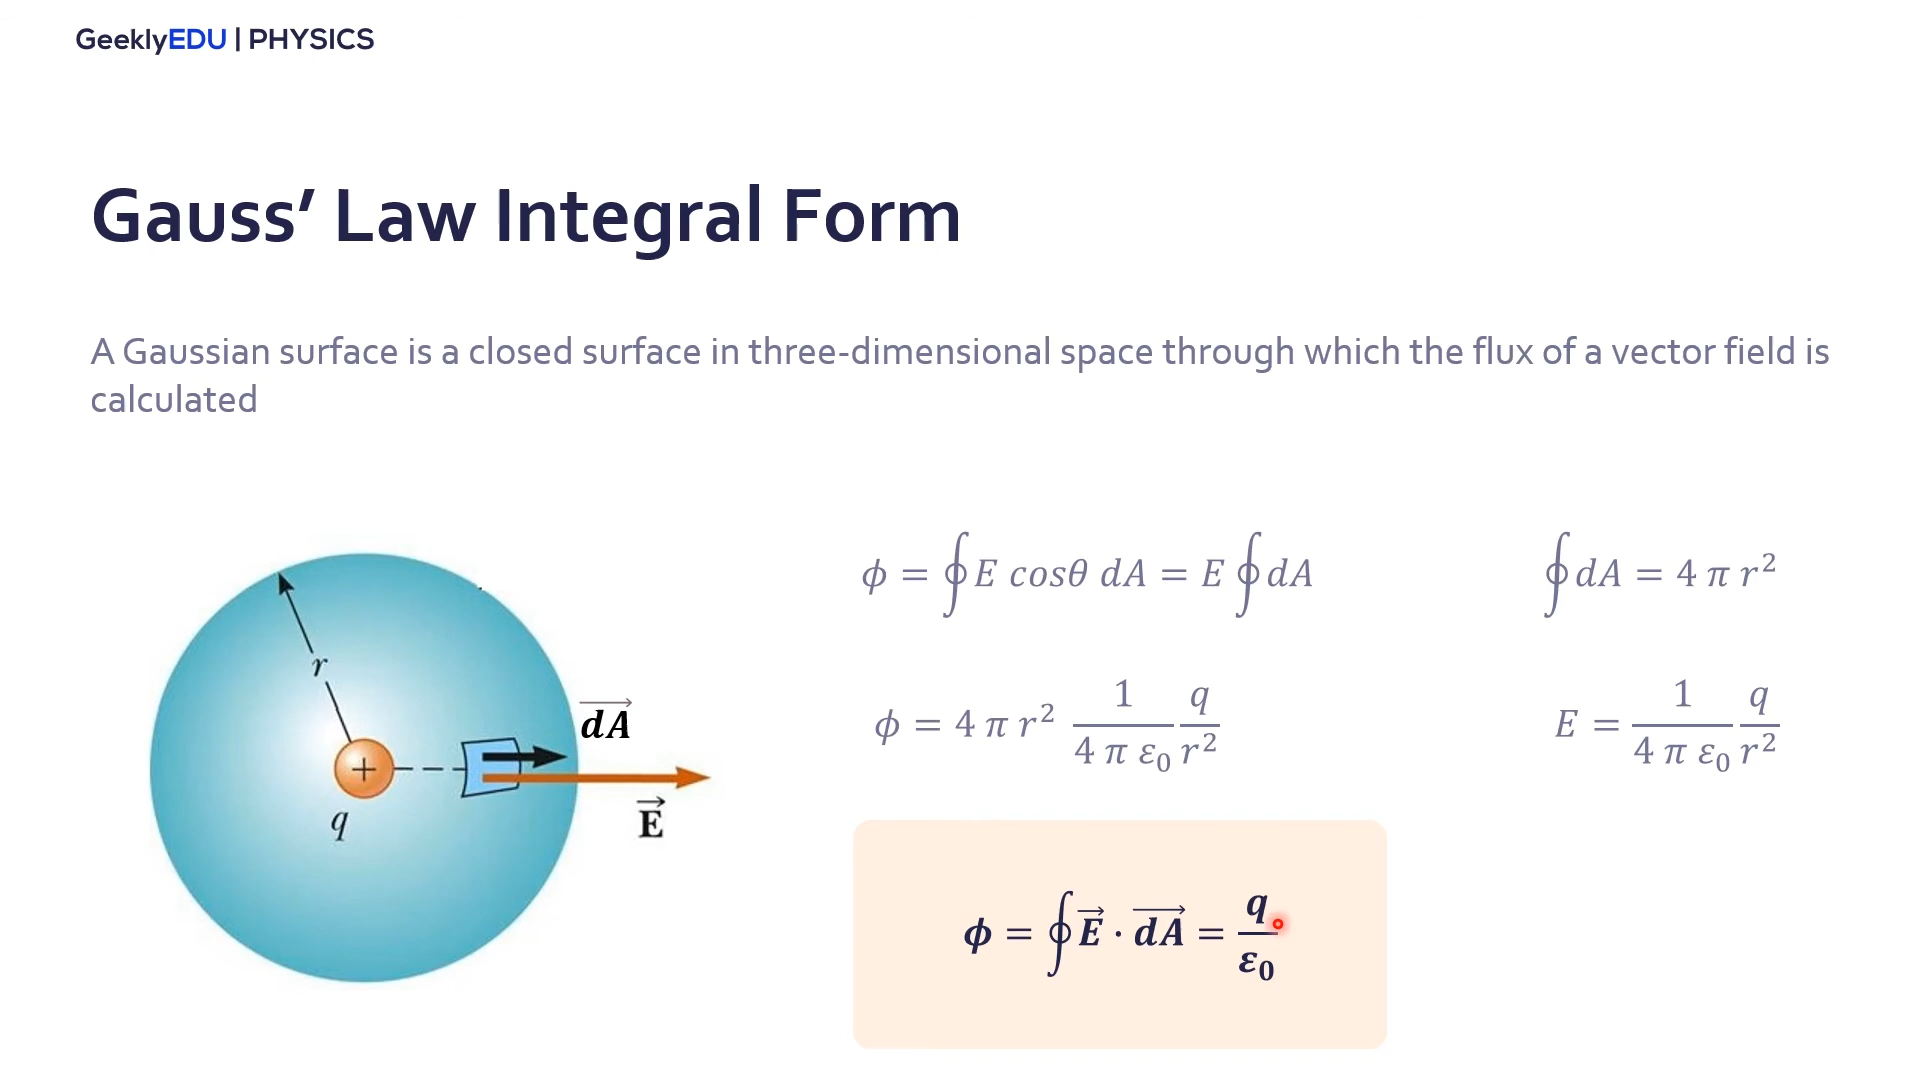 GeeklyEDU | PHYSICS
Gauss’ Law Integral Form
A Gaussian surface is a closed surface in three-dimensional space through which the flux of a vector field is
calculated
ϕ = ∮E cosθ dA = E ∮dA
∮dA = 4 π r²
ϕ = 4 π r² 1/(4 π ε₀) q/r²
E = 1/(4 π ε₀) q/r²
r
dA⃗
+
E⃗
q
ϕ = ∮E⃗ · dA⃗ = q/ε₀